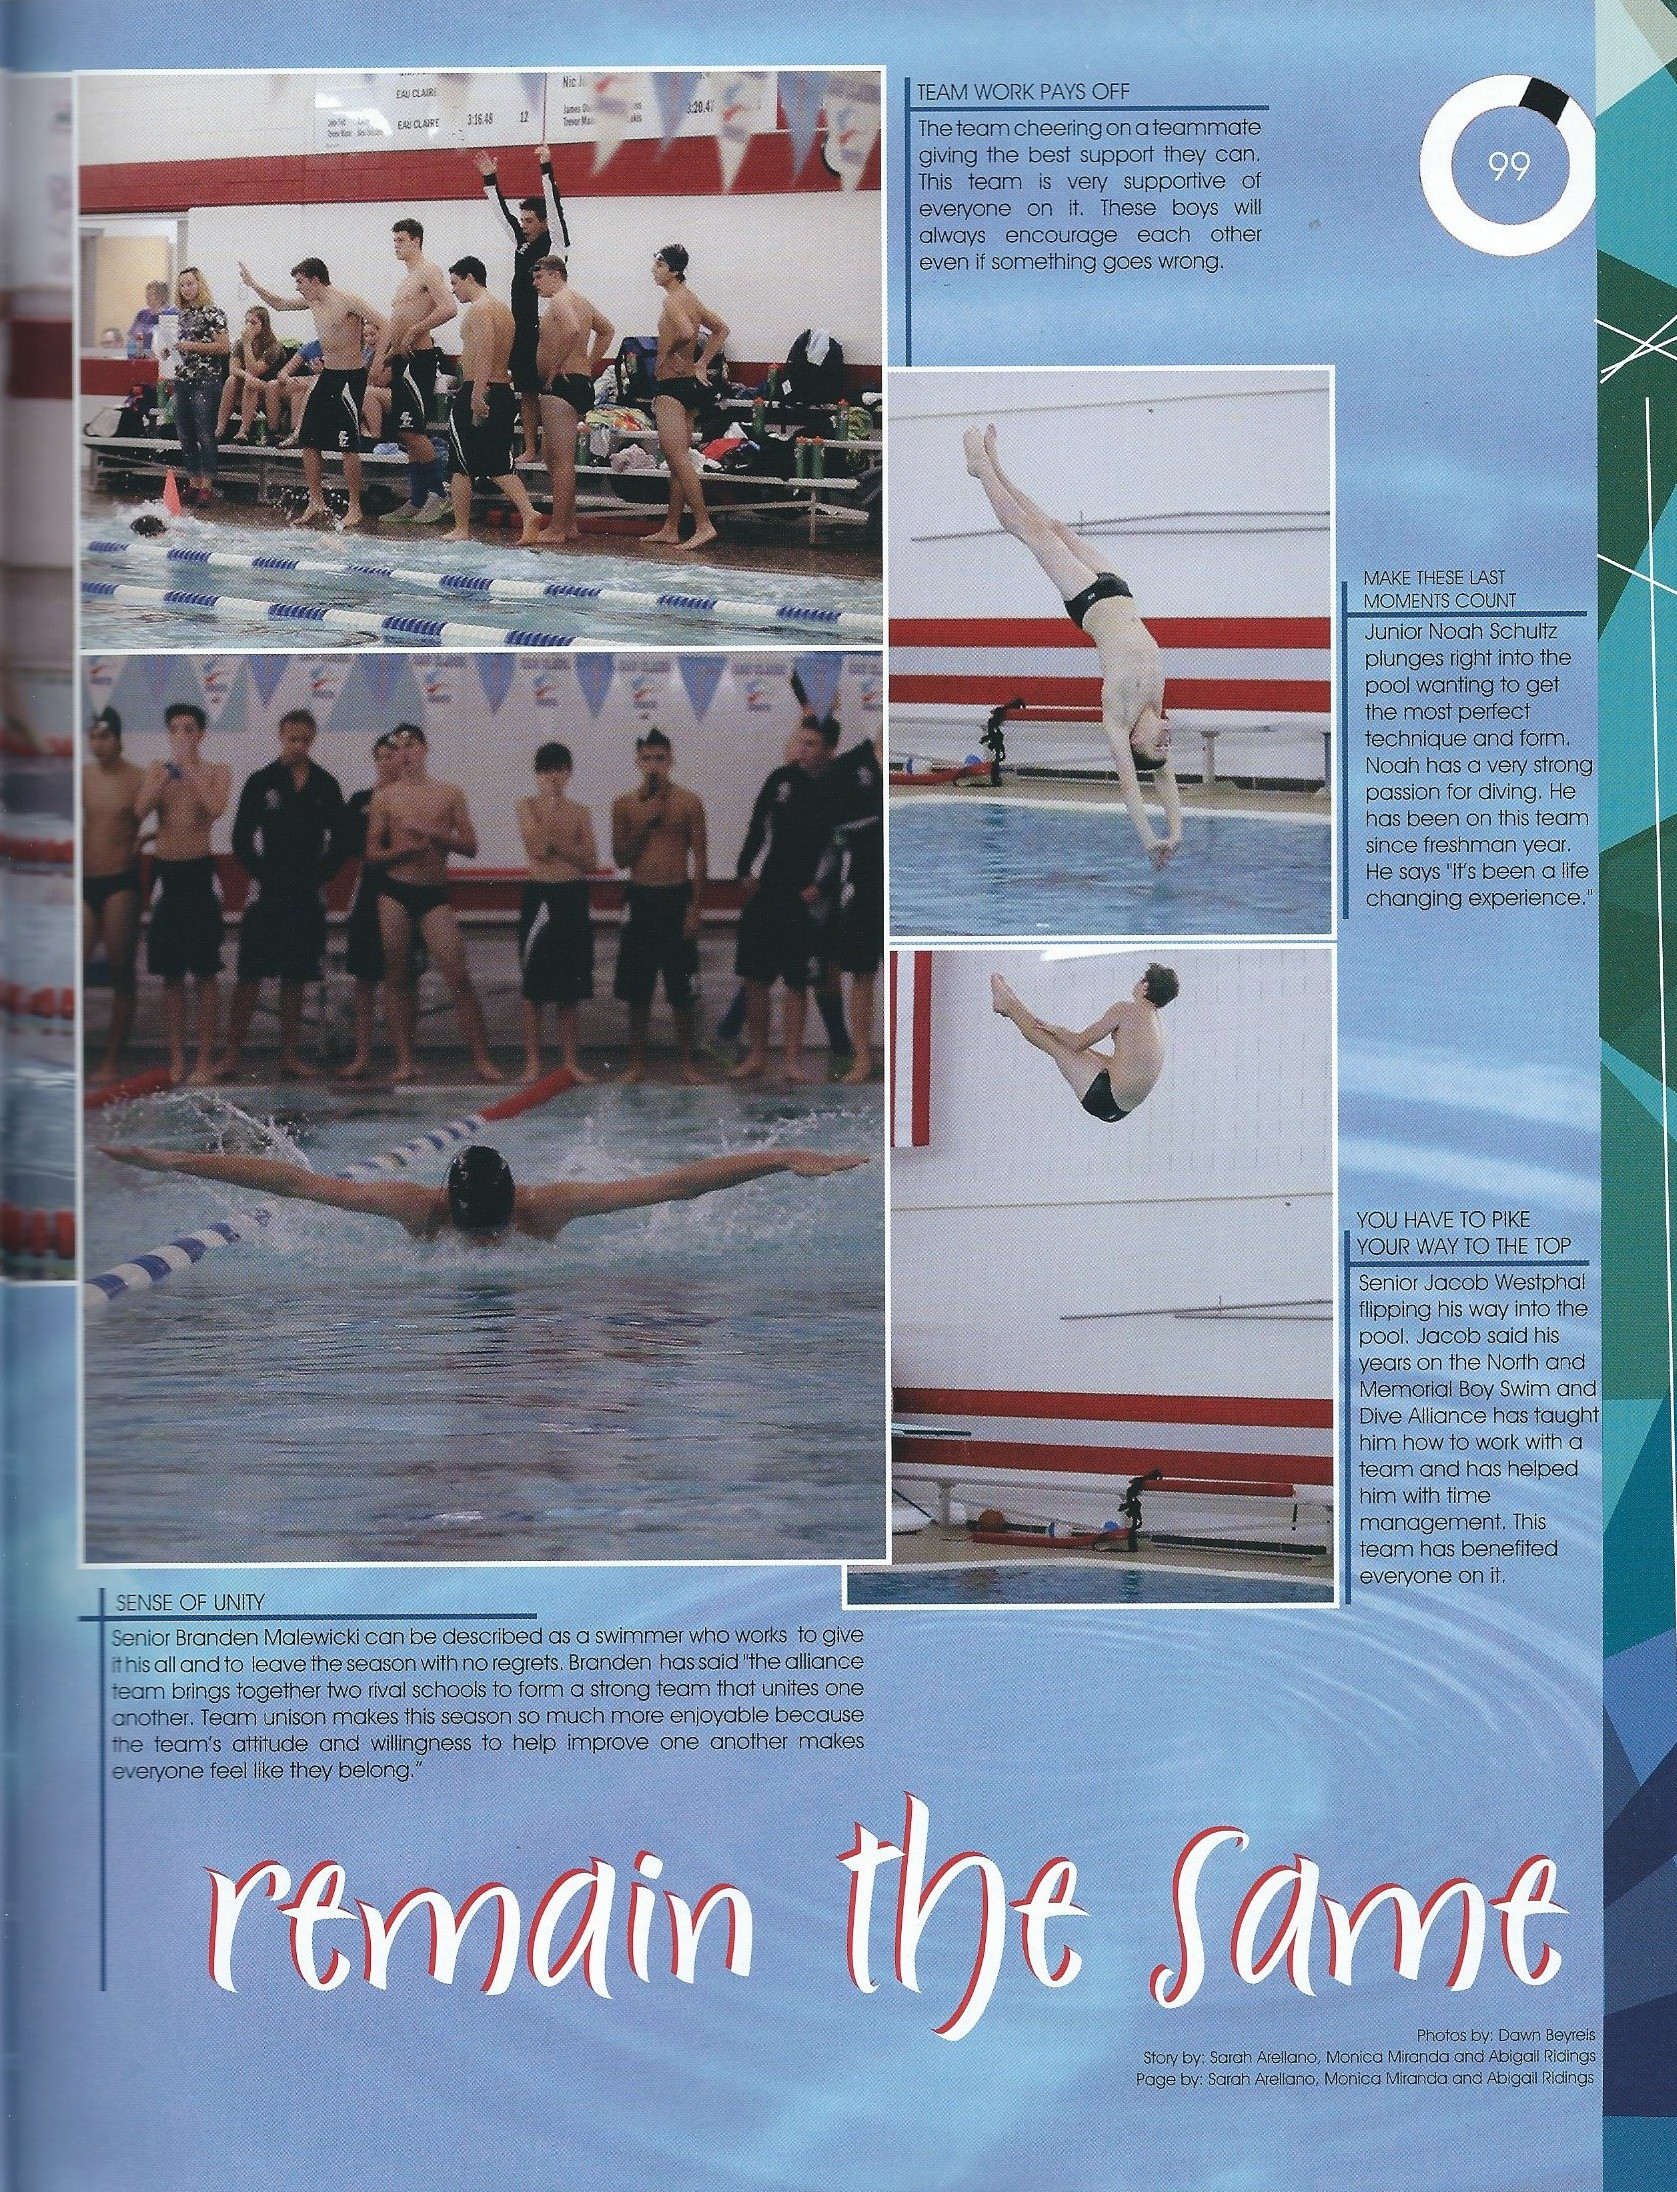 EAU CLAIRE
EAU CLAIRE 3:16.48 12
3:20.47
TEAM WORK PAYS OFF
The team cheering on a teammate
giving the best support they can.
This team is very supportive of
everyone on it. These boys will
always encourage each other
even if something goes wrong.
99
MAKE THESE LAST
MOMENTS COUNT
Junior Noah Schultz
plunges right into the
pool wanting to get
the most perfect
technique and form.
Noah has a very strong
passion for diving. He
has been on this team
since freshman year.
He says "It's been a life
changing experience."
YOU HAVE TO PIKE
YOUR WAY TO THE TOP
Senior Jacob Westphal
flipping his way into the
pool. Jacob said his
years on the North and
Memorial Boy Swim and
Dive Alliance has taught
him how to work with a
team and has helped
him with time
management. This
team has benefited
everyone on it.
SENSE OF UNITY
Senior Branden Malewicki can be described as a swimmer who works to give
it his all and to leave the season with no regrets. Branden has said "the alliance
team brings together two rival schools to form a strong team that unites one
another. Team unison makes this season so much more enjoyable because
the team's attitude and willingness to help improve one another makes
everyone feel like they belong."
remain the same
Photos by: Dawn Beyreis
Story by: Sarah Arellano, Monica Miranda and Abigail Ridings
Page by: Sarah Arellano, Monica Miranda and Abigail Ridings